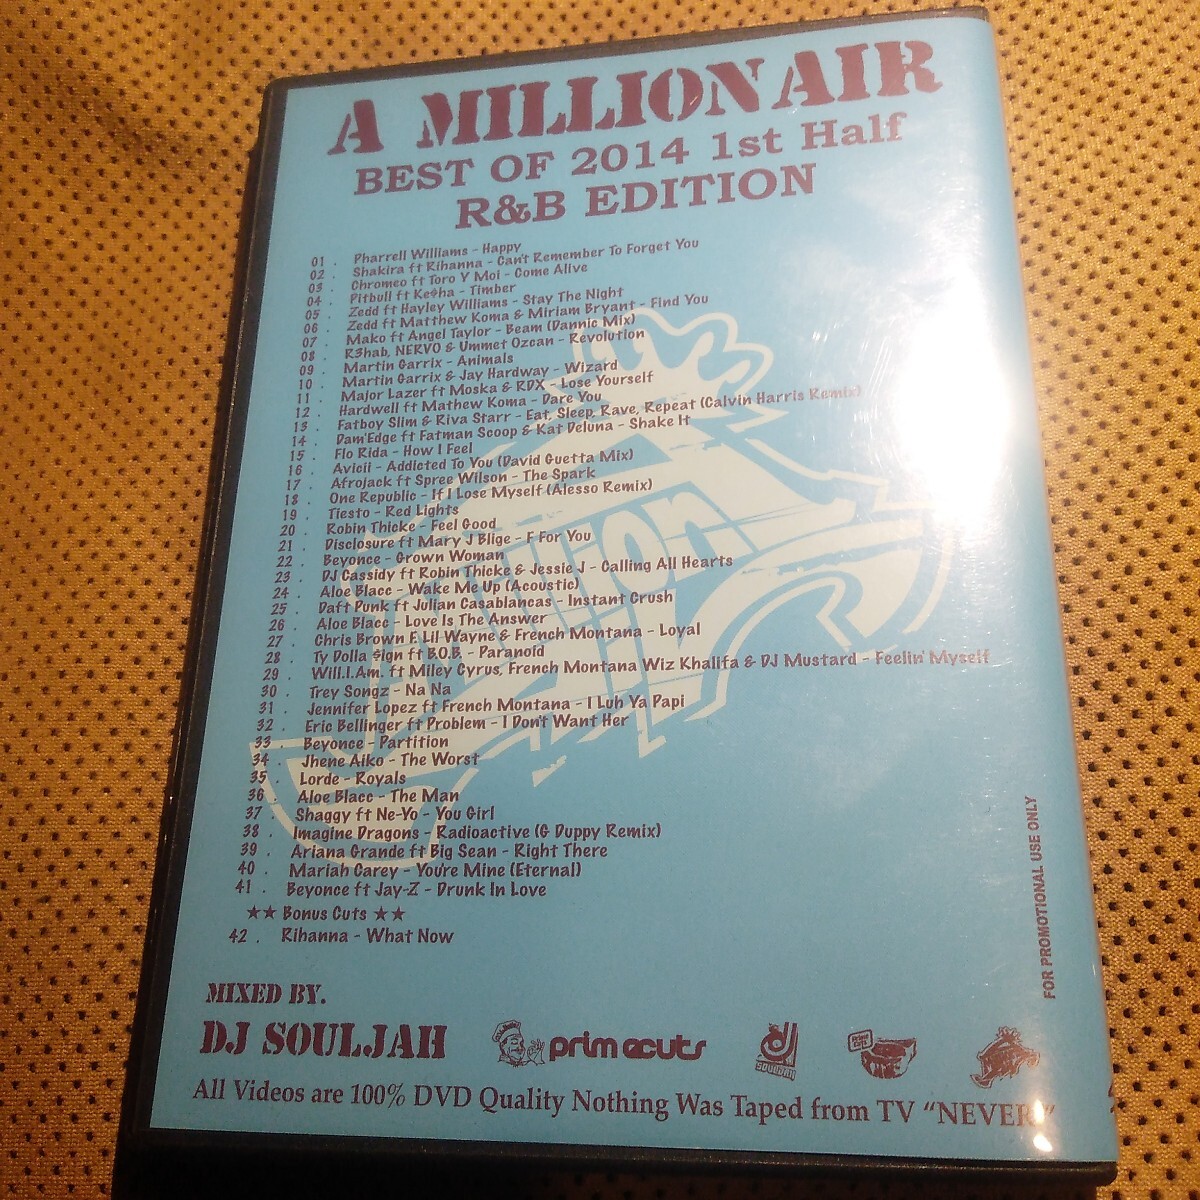 A MILLIONAIR
BEST OF 2014 1st Half
R&B EDITION
01 . Pharrell Williams - Happy
02 . Shakira ft Rihanna - Can't Remember To Forget You
03 . Chromeo ft Toro Y Moi - Come Alive
04 . Pitbull ft Ke$ha - Timber
05 . Zedd ft Hayley Williams - Stay The Night
06 . Zedd ft Matthew Koma & Miriam Bryant - Find You
07 . Mako ft Angel Taylor - Beam (Dannic Mix)
08 . R3hab, NERVO & Ummet Ozcan - Revolution
09 . Martin Garrix - Animals
10 . Martin Garrix & Jay Hardway - Wizard
11 . Major Lazer ft Moska & RDX - Lose Yourself
12 . Hardwell ft Mathew Koma - Dare You
13 . Fatboy Slim & Riva Starr - Eat, Sleep, Rave, Repeat (Calvin Harris Remix)
14 . Dam'Edge ft Fatman Scoop & Kat Deluna - Shake It
15 . Flo Rida - How I Feel
16 . Avicii - Addicted To You (David Guetta Mix)
17 . Afrojack ft Spree Wilson - The Spark
18 . One Republic - If I Lose Myself (Alesso Remix)
19 . Tiesto - Red Lights
20 . Robin Thicke - Feel Good
21 . Disclosure ft Mary J Blige - F For You
22 . Beyonce - Grown Woman
23 . DJ Cassidy ft Robin Thicke & Jessie J - Calling All Hearts
24 . Aloe Blacc - Wake Me Up (Acoustic)
25 . Daft Punk ft Julian Casablancas - Instant Crush
26 . Aloe Blacc - Love Is The Answer
27 . Chris Brown F. Lil Wayne & French Montana - Loyal
28 . Ty Dolla $ign ft B.O.B. - Paranoid
29 . Will.I.Am. ft Miley Cyrus, French Montana Wiz Khalifa & DJ Mustard - Feelin' Myself
30 . Trey Songz - Na Na
31 . Jennifer Lopez ft French Montana - I Luh Ya Papi
32 . Eric Bellinger ft Problem - I Don't Want Her
33 . Beyonce - Partition
34 . Jhene Aiko - The Worst
35 . Lorde - Royals
36 . Aloe Blacc - The Man
37 . Shaggy ft Ne-Yo - You Girl
38 . Imagine Dragons - Radioactive (G Duppy Remix)
39 . Ariana Grande ft Big Sean - Right There
40 . Mariah Carey - You're Mine (Eternal)
41 . Beyonce ft Jay-Z - Drunk In Love
★★ Bonus Cuts ★★
42 . Rihanna - What Now
FOR PROMOTIONAL USE ONLY
MIXED BY.
DJ SOULJAH
primecuts
dj
SOULJAH
Prime Cuts
All Videos are 100% DVD Quality Nothing Was Taped from TV "NEVER!"
Million
Air